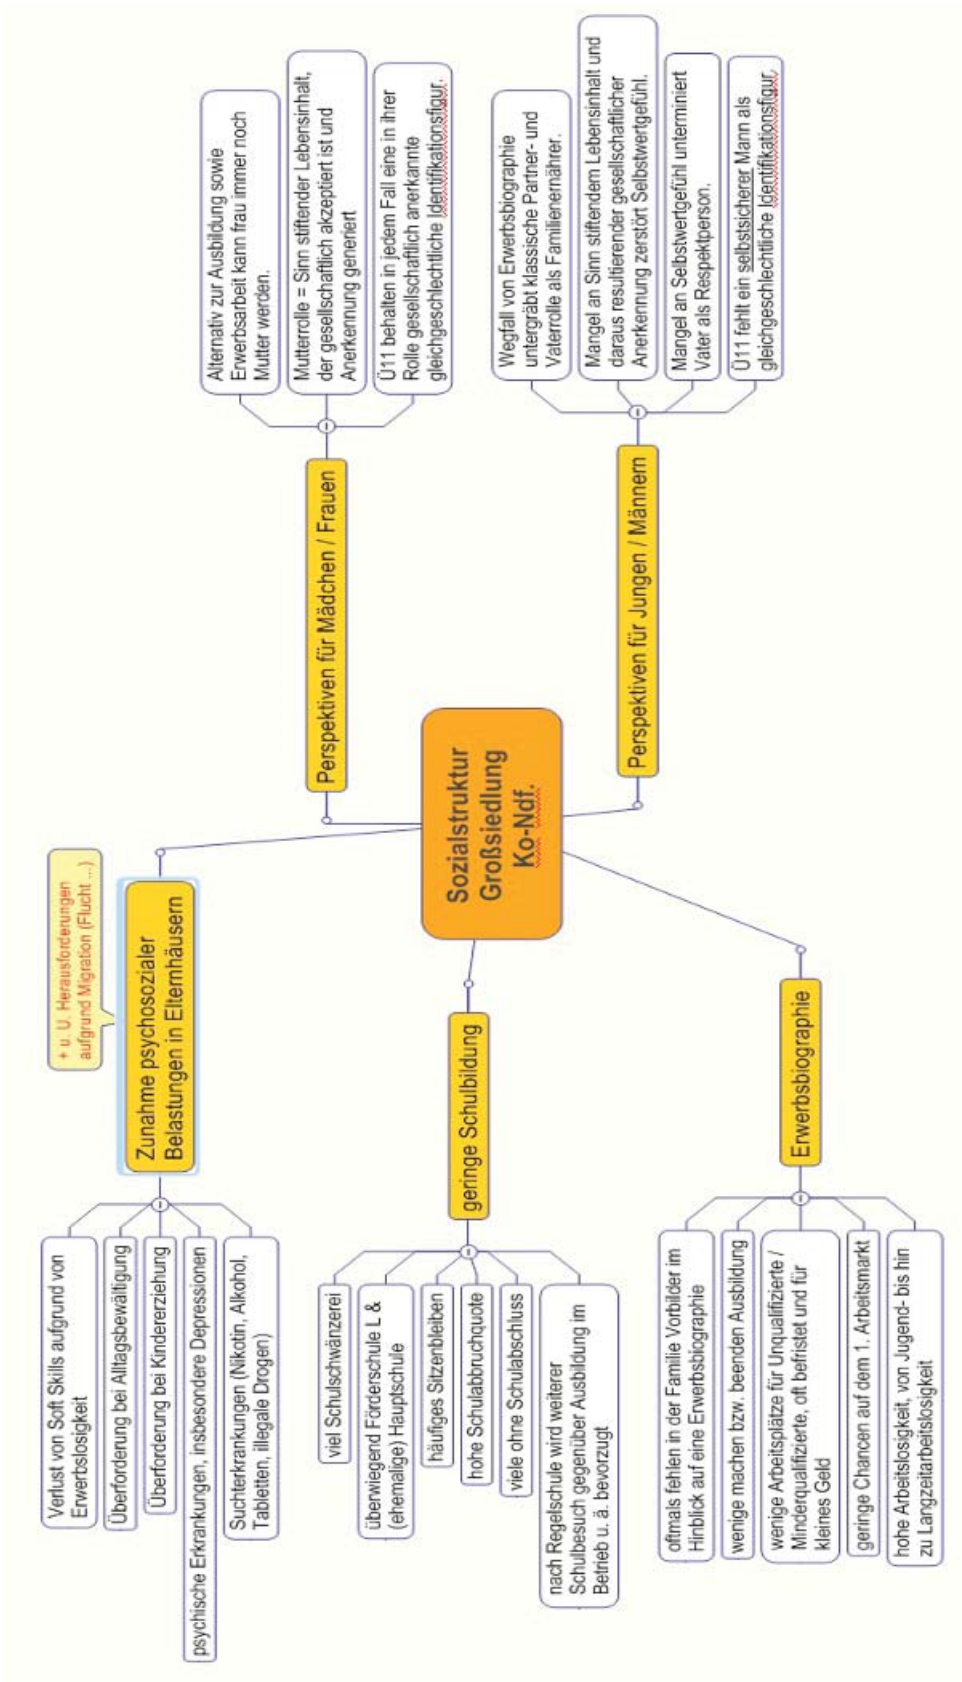 Sozialstruktur
Großsiedlung
Ko-Ndf.
+ u. U. Herausforderungen
aufgrund Migration (Flucht ...)
Zunahme psychosozialer
Belastungen in Elternhäusern
Verlust von Soft Skills aufgrund von
Erwerbslosigkeit
Überforderung bei Alltagsbewältigung
Überforderung bei Kindererziehung
psychische Erkrankungen, insbesondere Depressionen
Suchterkrankungen (Nikotin, Alkohol,
Tabletten, illegale Drogen)
geringe Schulbildung
viel Schulschwänzerei
überwiegend Förderschule L &
(ehemalige) Hauptschule
häufiges Sitzenbleiben
hohe Schulabbruchquote
viele ohne Schulabschluss
nach Regelschule wird weiterer
Schulbesuch gegenüber Ausbildung im
Betrieb u. ä. bevorzugt
Erwerbsbiographie
oftmals fehlen in der Familie Vorbilder im
Hinblick auf eine Erwerbsbiographie
wenige machen bzw. beenden Ausbildung
wenige Arbeitsplätze für Unqualifizierte /
Minderqualifizierte, oft befristet und für
kleines Geld
geringe Chancen auf dem 1. Arbeitsmarkt
hohe Arbeitslosigkeit, von Jugend- bis hin
zu Langzeitarbeitslosigkeit
Perspektiven für Mädchen / Frauen
Alternativ zur Ausbildung sowie
Erwerbsarbeit kann frau immer noch
Mutter werden.
Mutterrolle = Sinn stiftender Lebensinhalt,
der gesellschaftlich akzeptiert ist und
Anerkennung generiert
Ü11 behalten in jedem Fall eine in ihrer
Rolle gesellschaftlich anerkannte
gleichgeschlechtliche Identifikationsfigur.
Perspektiven für Jungen / Männern
Wegfall von Erwerbsbiographie
untergräbt klassische Partner- und
Vaterrolle als Familienernährer.
Mangel an Sinn stiftendem Lebensinhalt und
daraus resultierender gesellschaftlicher
Anerkennung zerstört Selbstwertgefühl.
Mangel an Selbstwertgefühl unterminiert
Vater als Respektperson.
Ü11 fehlt ein selbstsicherer Mann als
gleichgeschlechtliche Identifikationsfigur.